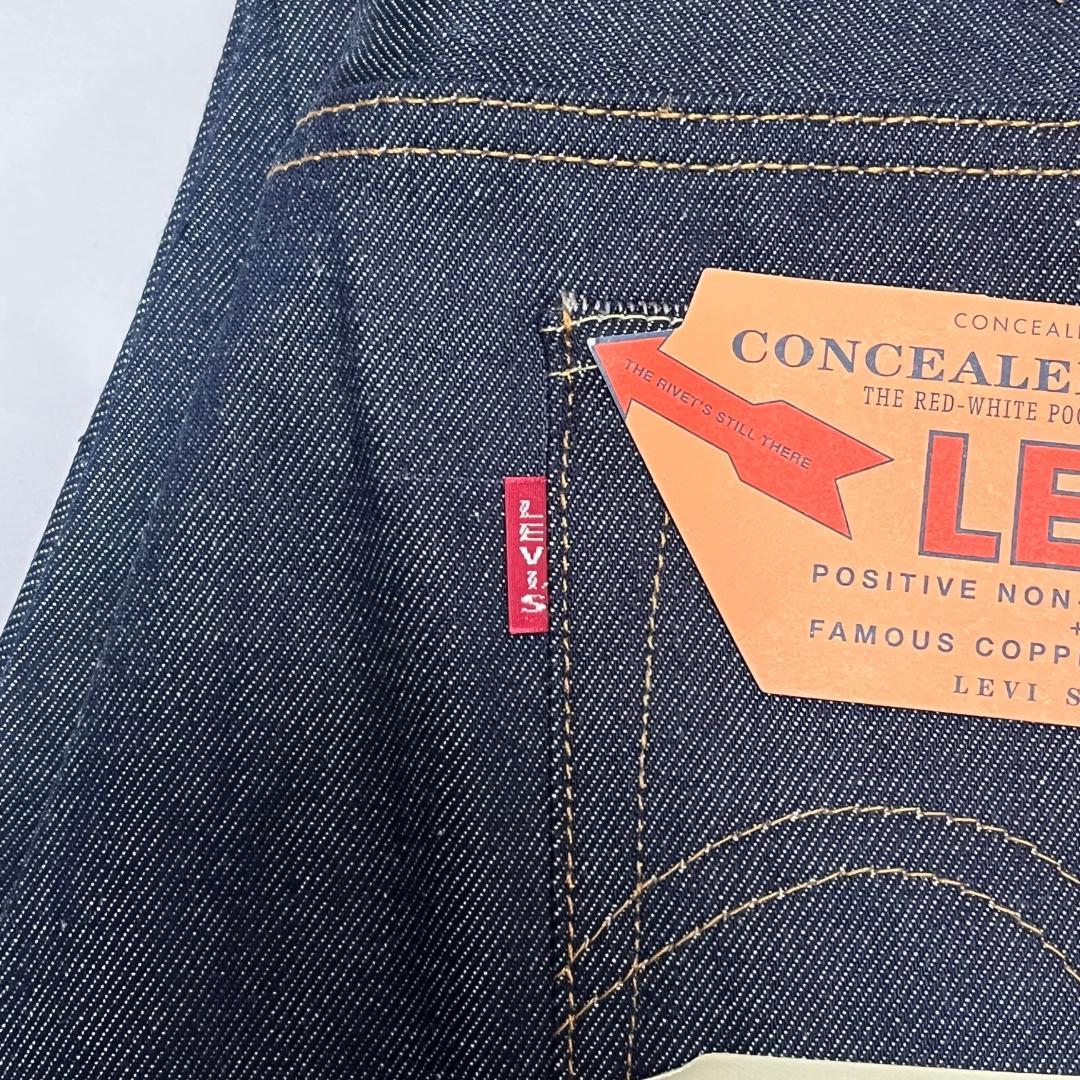 CONCEAL
CONCEALE
THE RED-WHITE PO
THE RIVET'S STILL THERE
LE
LEVI'S
POSITIVE NON-
+
FAMOUS COPP
LEVI S